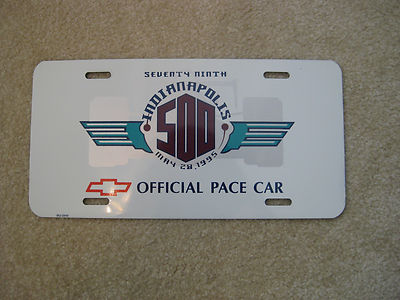 SEVENTY NINTH
INDIANAPOLIS
500
MAY 28, 1995
OFFICIAL PACE CAR